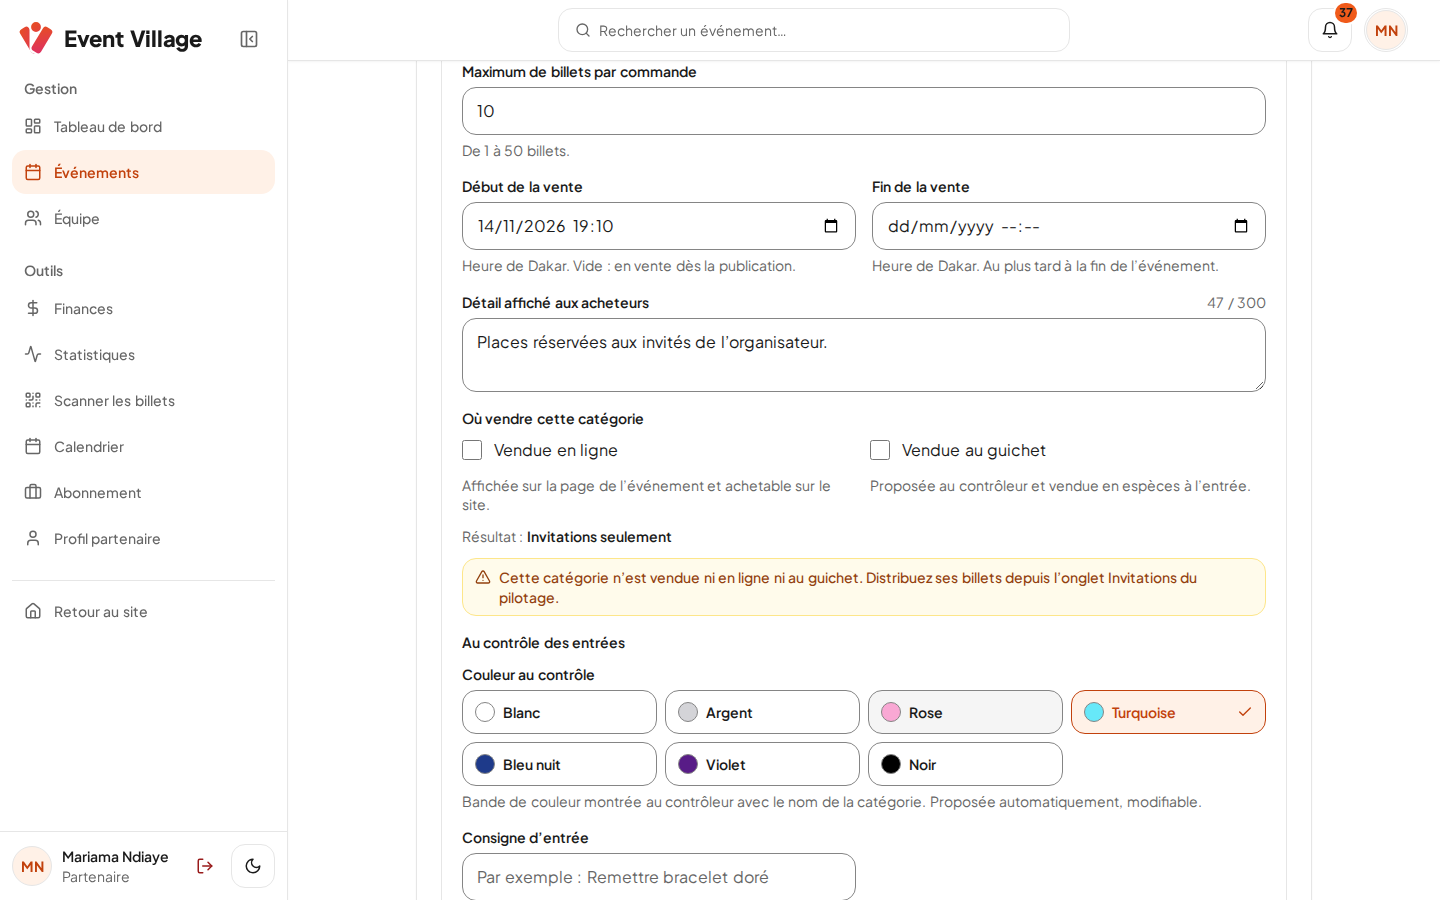 Event Village
Rechercher un événement…
37
MN
Gestion
Tableau de bord
Événements
Équipe
Outils
Finances
Statistiques
Scanner les billets
Calendrier
Abonnement
Profil partenaire
Retour au site
MN
Mariama Ndiaye
Partenaire
Maximum de billets par commande
10
De 1 à 50 billets.
Début de la vente
Fin de la vente
14/11/2026 19:10
dd/mm/yyyy --:--
Heure de Dakar. Vide : en vente dès la publication.
Heure de Dakar. Au plus tard à la fin de l’événement.
Détail affiché aux acheteurs
47 / 300
Places réservées aux invités de l’organisateur.
Où vendre cette catégorie
Vendue en ligne
Vendue au guichet
Affichée sur la page de l’événement et achetable sur le
site.
Proposée au contrôleur et vendue en espèces à l’entrée.
Résultat : Invitations seulement
Cette catégorie n’est vendue ni en ligne ni au guichet. Distribuez ses billets depuis l’onglet Invitations du
pilotage.
Au contrôle des entrées
Couleur au contrôle
Blanc
Argent
Rose
Turquoise
Bleu nuit
Violet
Noir
Bande de couleur montrée au contrôleur avec le nom de la catégorie. Proposée automatiquement, modifiable.
Consigne d’entrée
Par exemple : Remettre bracelet doré